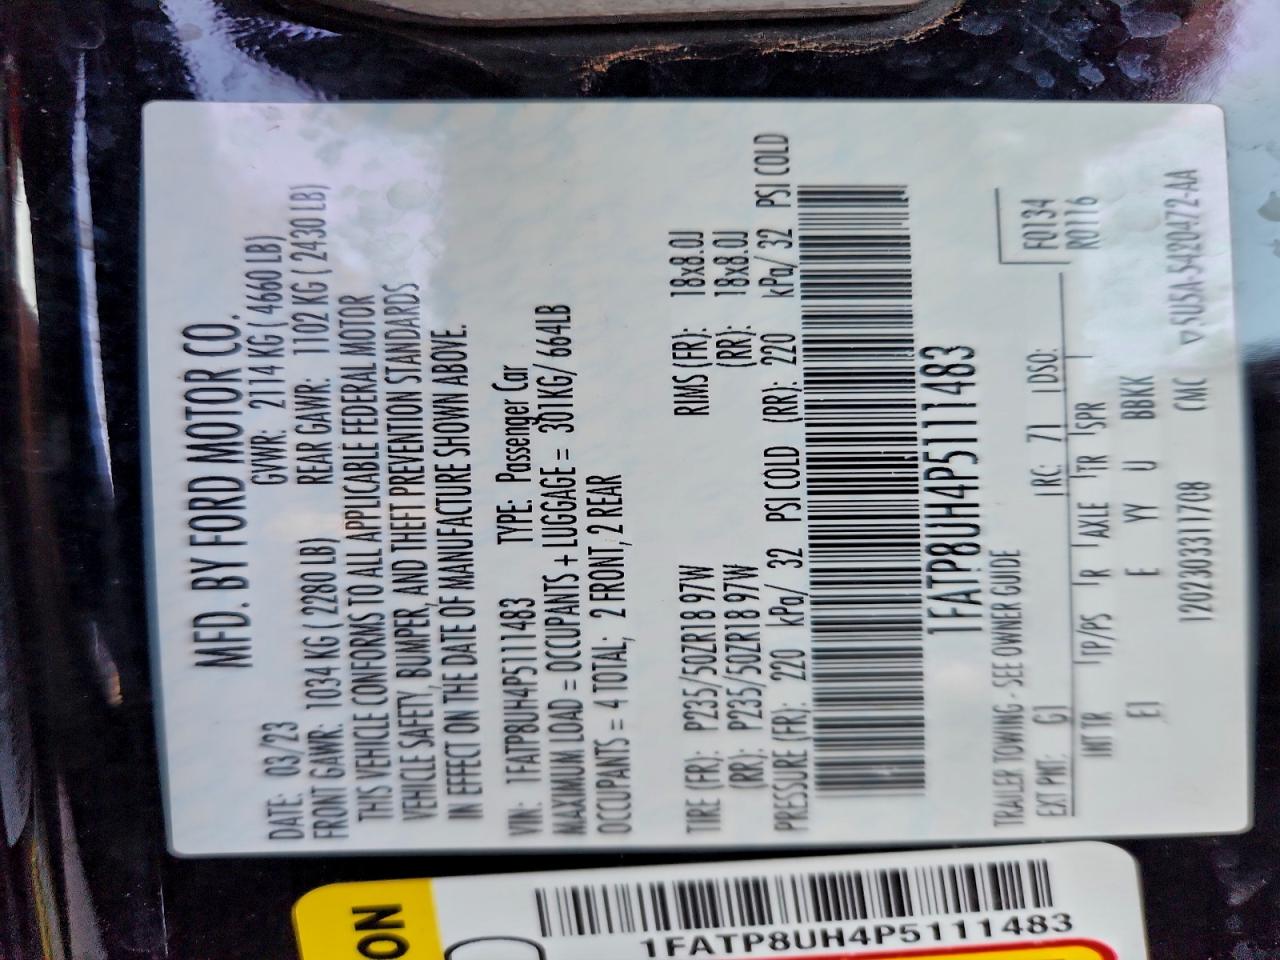 MFD. BY FORD MOTOR CO.
DATE: 03/23 GVWR: 2114 KG ( 4660 LB)
FRONT GAWR: 1034 KG ( 2280 LB) REAR GAWR: 1102 KG ( 2430 LB)
THIS VEHICLE CONFORMS TO ALL APPLICABLE FEDERAL MOTOR
VEHICLE SAFETY, BUMPER, AND THEFT PREVENTION STANDARDS
IN EFFECT ON THE DATE OF MANUFACTURE SHOWN ABOVE.
VIN: 1FATP8UH4P5111483 TYPE: Passenger Car
MAXIMUM LOAD = OCCUPANTS + LUGGAGE = 301KG/ 664LB
OCCUPANTS = 4 TOTAL; 2 FRONT, 2 REAR
TIRE (FR): P235/50ZR18 97W RIMS (FR): 18x8.0J
(RR): P235/50ZR18 97W (RR): 18x8.0J
PRESSURE (FR): 220 kPa/ 32 PSI COLD (RR): 220 kPa/ 32 PSI COLD
1FATP8UH4P5111483
TRAILER TOWING - SEE OWNER GUIDE
F0134
R0116
EXT PNT: G1 RC: 71 DSO:
INT TR TP/PS R AXLE TR SPR
E1 E YY U BBKK
1202303311708 CNC ▽SU5A-5420472-AA
ON
1FATP8UH4P5111483